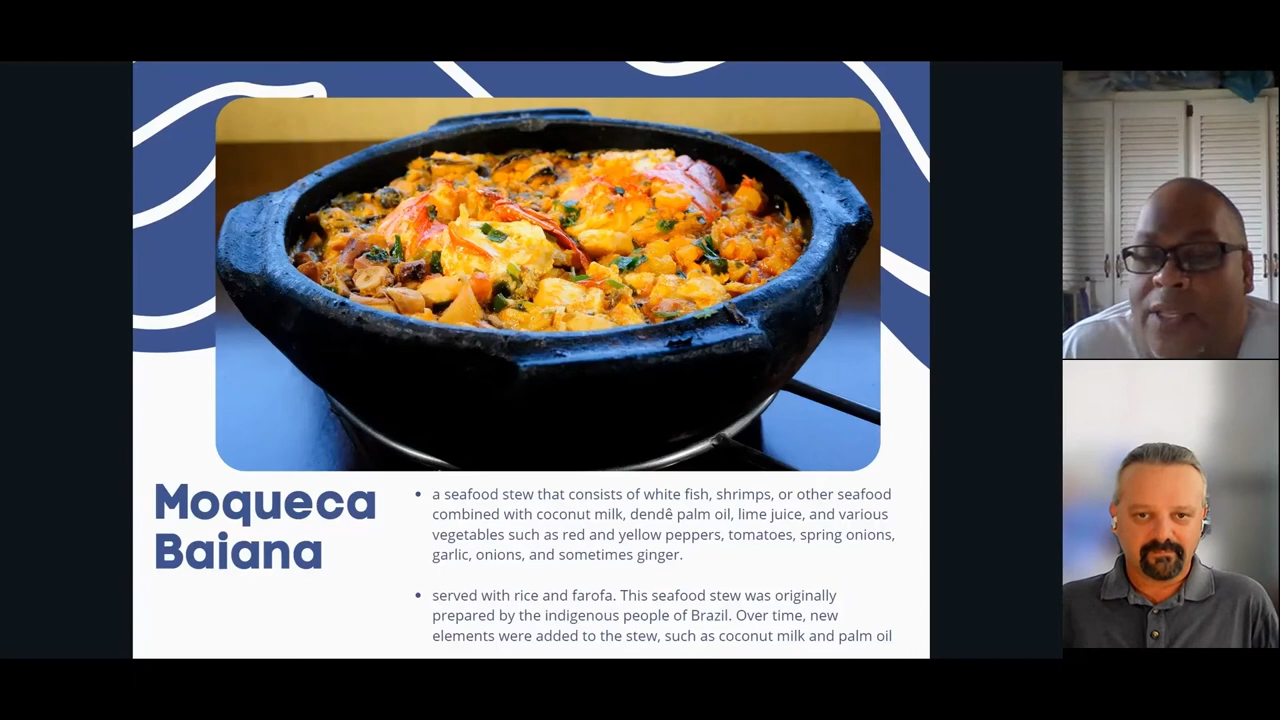 Moqueca
Baiana
a seafood stew that consists of white fish, shrimps, or other seafood
combined with coconut milk, dendê palm oil, lime juice, and various
vegetables such as red and yellow peppers, tomatoes, spring onions,
garlic, onions, and sometimes ginger.
served with rice and farofa. This seafood stew was originally
prepared by the indigenous people of Brazil. Over time, new
elements were added to the stew, such as coconut milk and palm oil